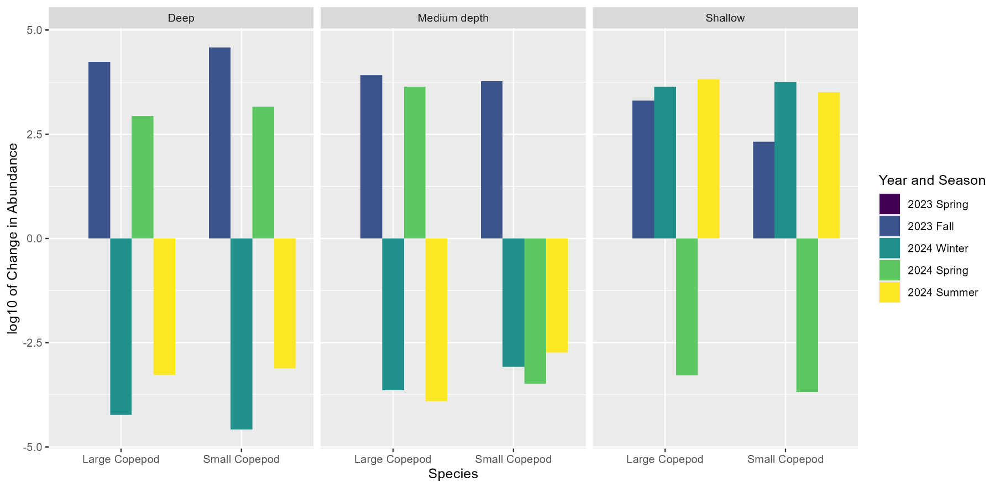 Deep
Medium depth
Shallow
5.0
2.5
0.0
-2.5
-5.0
log10 of Change in Abundance
Large Copepod
Small Copepod
Large Copepod
Small Copepod
Large Copepod
Small Copepod
Species
Year and Season
2023 Spring
2023 Fall
2024 Winter
2024 Spring
2024 Summer